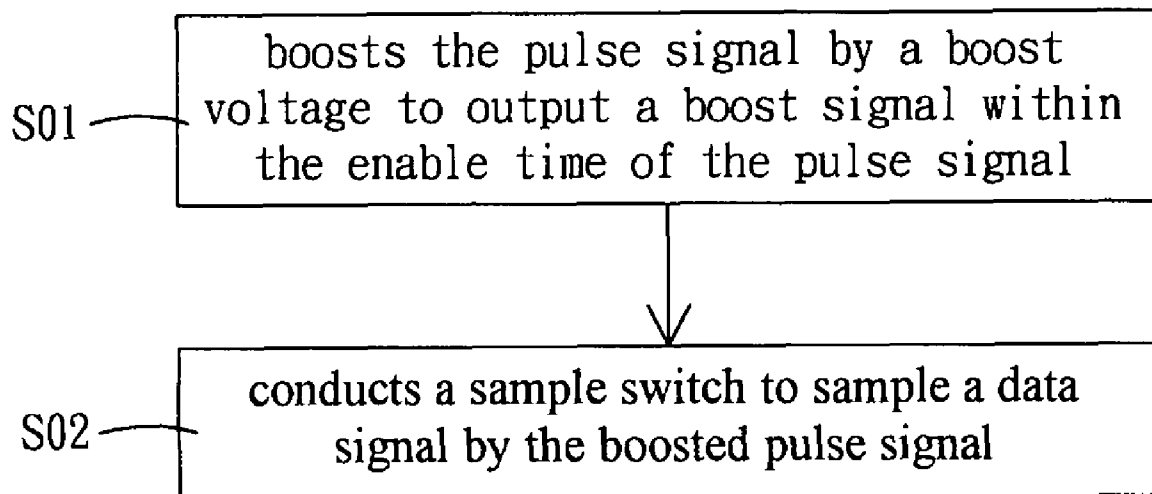 boosts the pulse signal by a boost
S01
voltage to output a boost signal within
the enable time of the pulse signal
conducts a sample switch to sample a data
S02
signal by the boosted pulse signal